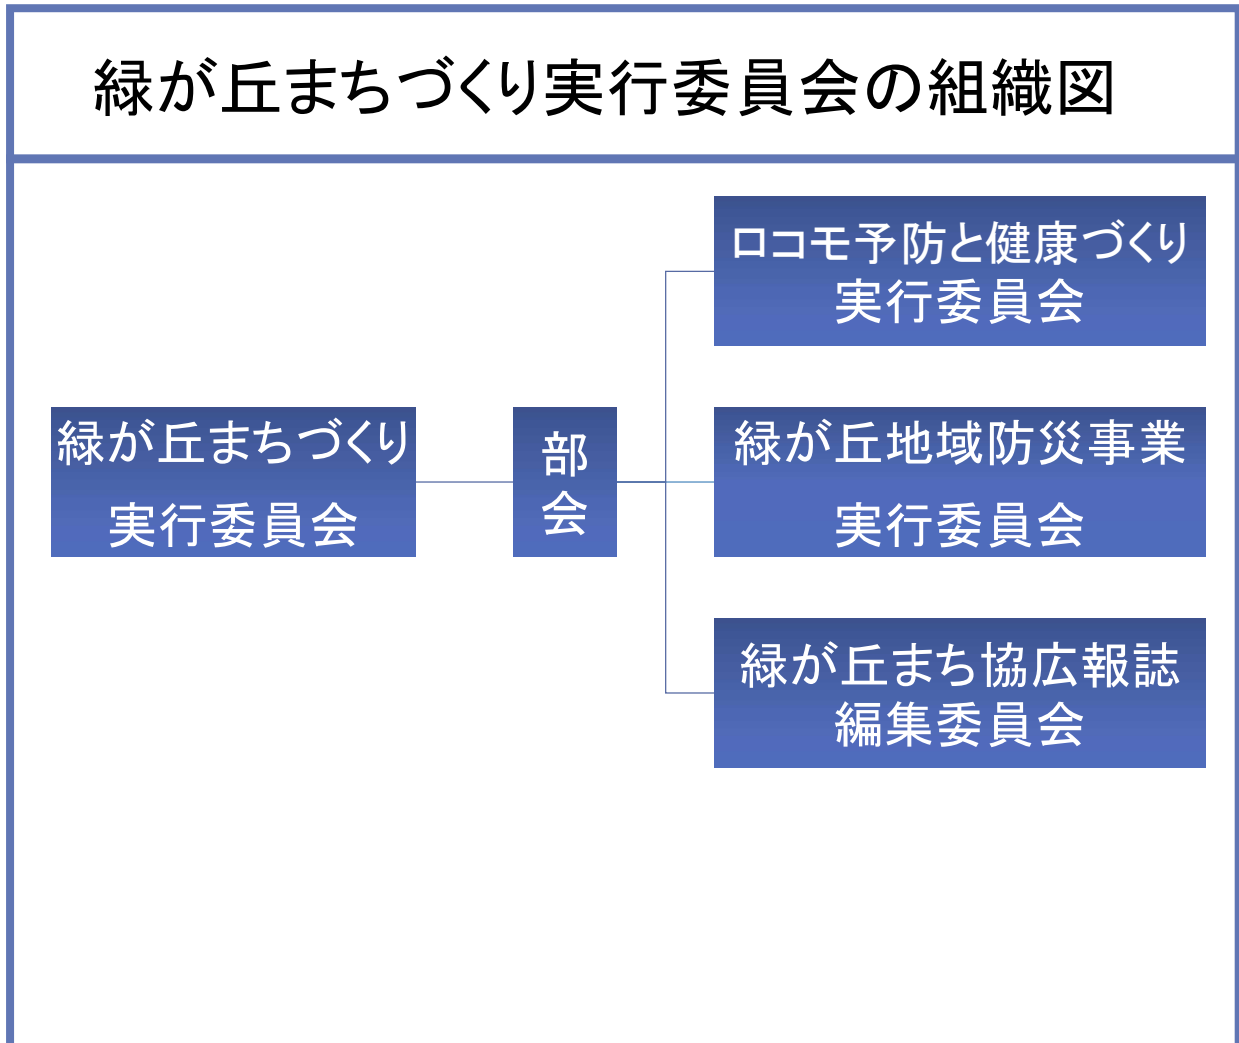 緑が丘まちづくり実行委員会の組織図
緑が丘まちづくり
実行委員会
部
会
ロコモ予防と健康づくり
実行委員会
緑が丘地域防災事業
実行委員会
緑が丘まち協広報誌
編集委員会